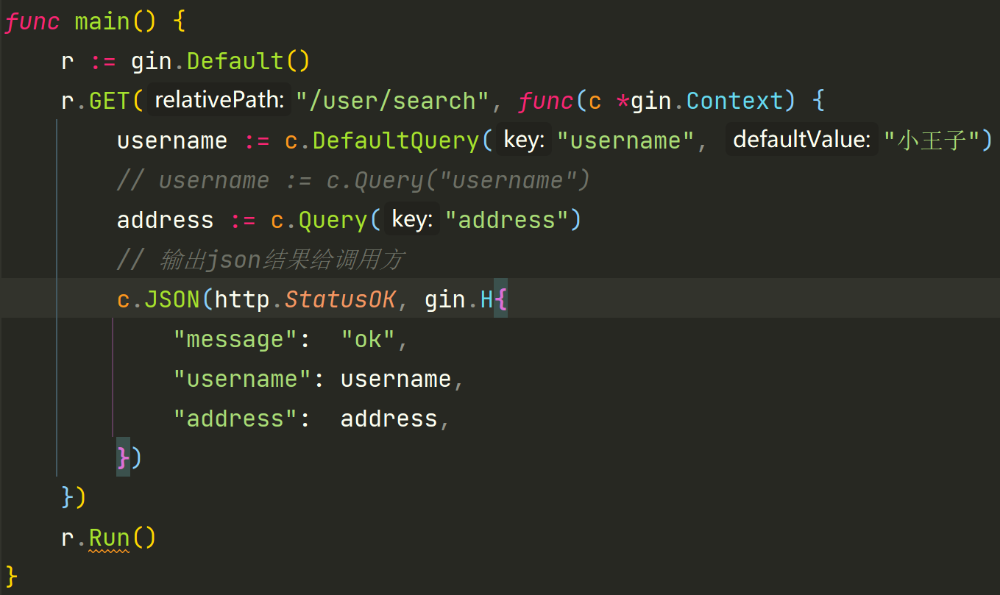 func main() {
    r := gin.Default()
    r.GET( relativePath: "/user/search", func(c *gin.Context) {
        username := c.DefaultQuery( key: "username", defaultValue: "小王子")
        // username := c.Query("username")
        address := c.Query( key: "address")
        // 输出json结果给调用方
        c.JSON(http.StatusOK, gin.H{
            "message":  "ok",
            "username": username,
            "address":  address,
        })
    })
    r.Run()
}